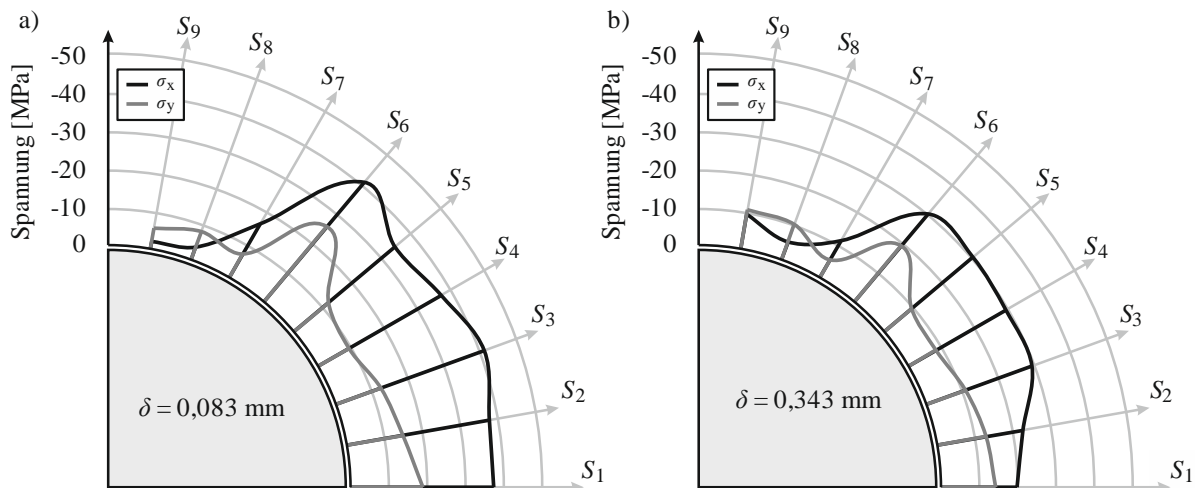 a)
Spannung [MPa]
-50
-40
-30
-20
-10
0
σx
σy
S9
S8
S7
S6
S5
S4
S3
S2
S1
δ = 0,083 mm
b)
Spannung [MPa]
-50
-40
-30
-20
-10
0
σx
σy
S9
S8
S7
S6
S5
S4
S3
S2
S1
δ = 0,343 mm